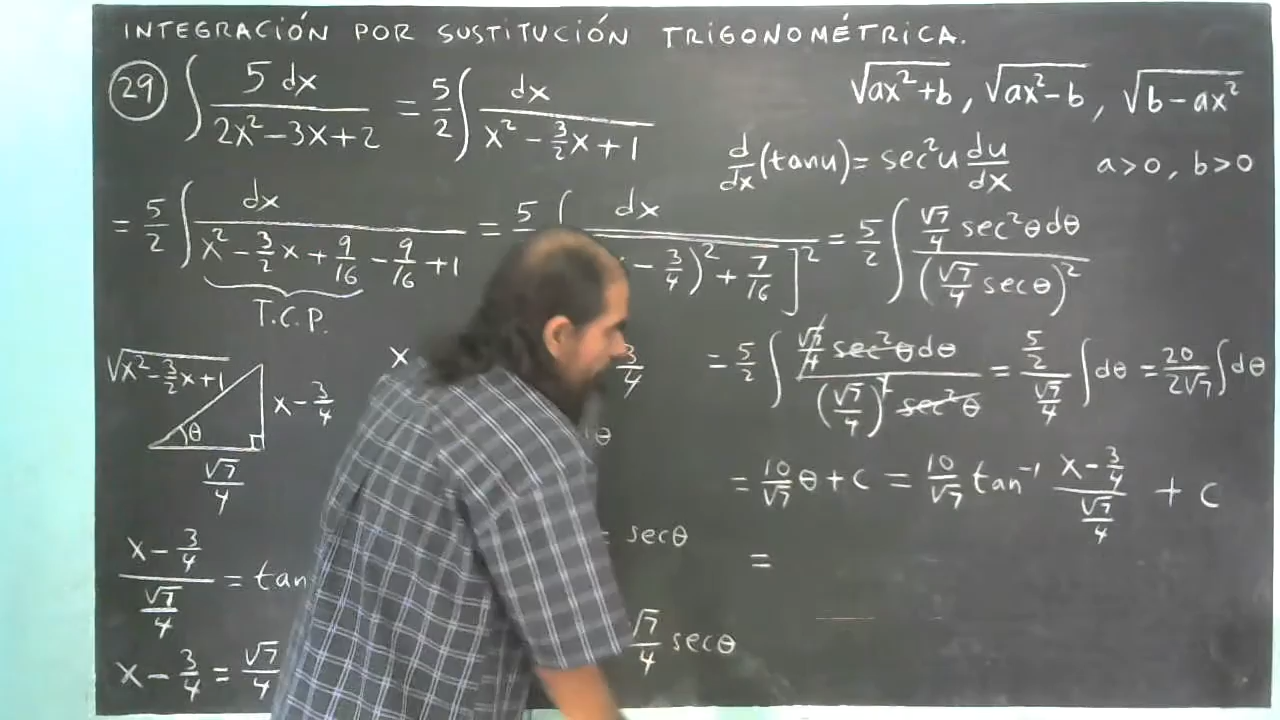 INTEGRACIÓN POR SUSTITUCIÓN TRIGONOMÉTRICA.
29 ∫ 5dx / (2x² - 3x + 2) = 5/2 ∫ dx / (x² - 3/2 x + 1)
√(ax²+b), √(ax²-b), √(b-ax²)
d/dx (tan u) = sec²u du/dx
a>0, b>0
= 5/2 ∫ dx / (x² - 3/2 x + 9/16 - 9/16 + 1) = 5 ∫ dx / - 3/4)² + 7/16 ]² = 5/2 ∫ √7/4 sec²θdθ / (√7/4 secθ)²
T.C.P.
√(x² - 3/2 x + 1)
x - 3/4
θ
√7/4
x
3/4
θ
= 5/2 ∫ √7/4 sec²θdθ / (√7/4)² sec²θ = 5/2 / √7/4 ∫ dθ = 20/2√7 ∫ dθ
= 10/√7 θ + C = 10/√7 tan⁻¹ (x - 3/4) / (√7/4) + C
=
(x - 3/4) / (√7/4) = tan
= secθ
x - 3/4 = √7/4
√7/4 secθ